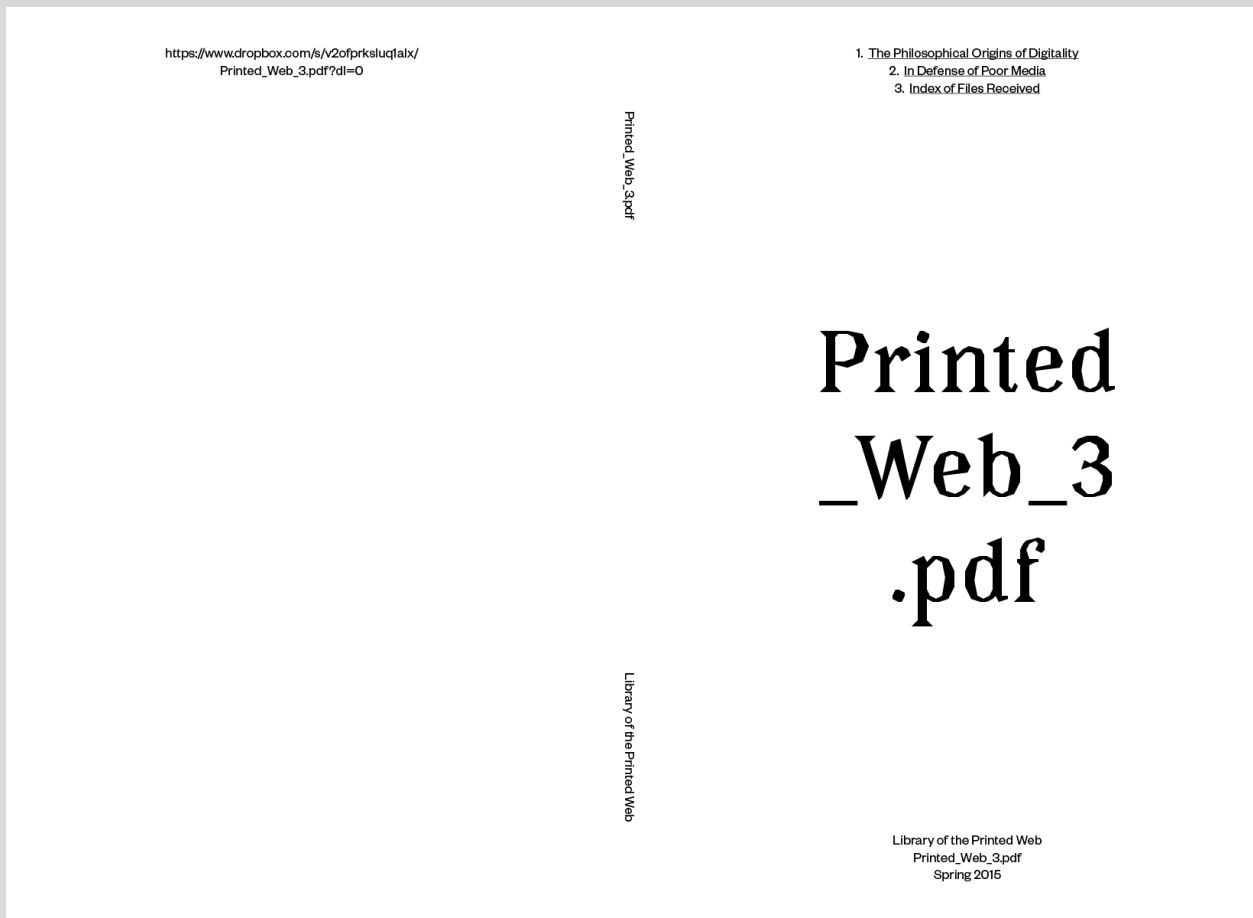 https://www.dropbox.com/s/v2ofprksluq1alx/
Printed_Web_3.pdf?dl=0
Printed_Web_3.pdf
Library of the Printed Web
1. The Philosophical Origins of Digitality
2. In Defense of Poor Media
3. Index of Files Received
Printed
_Web_3
.pdf
Library of the Printed Web
Printed_Web_3.pdf
Spring 2015